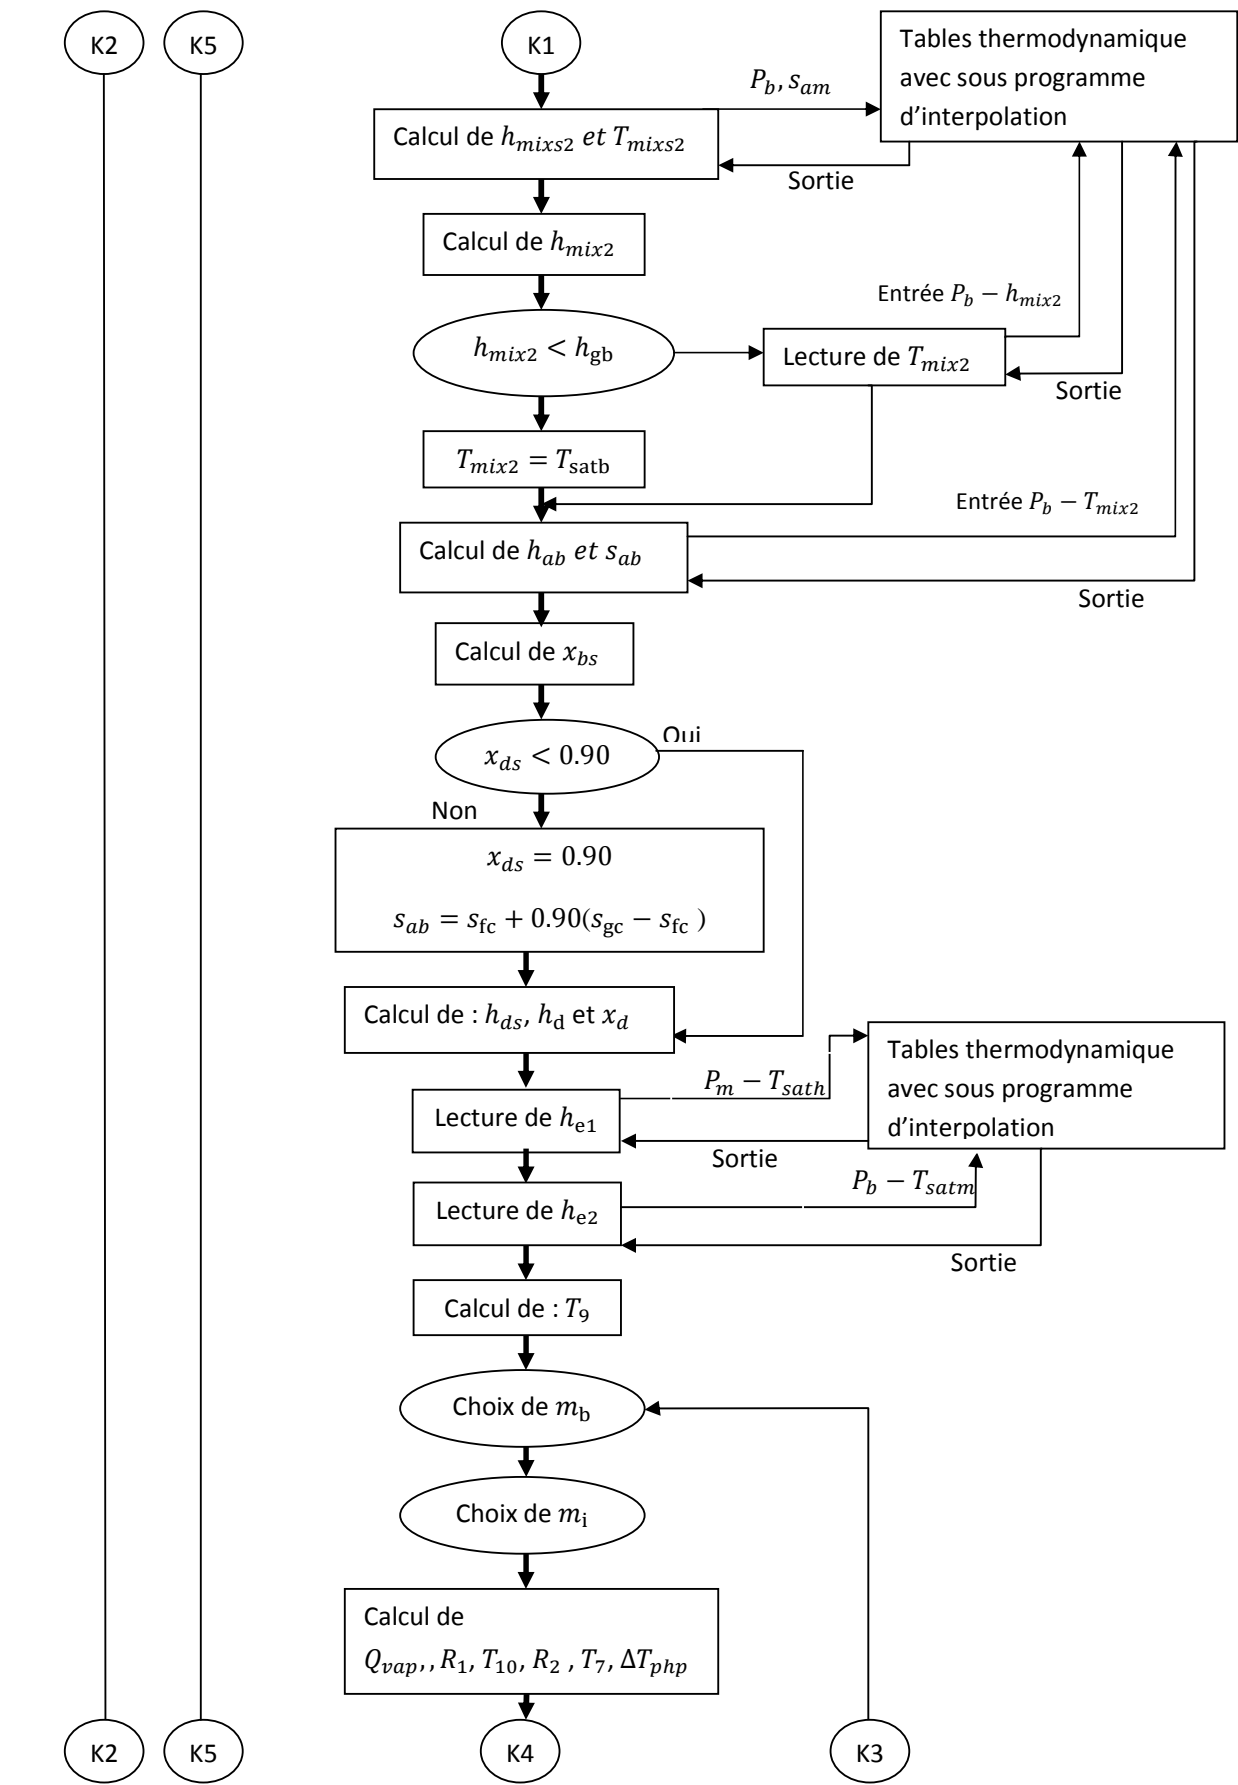 K2
K5
K1
Tables thermodynamique
avec sous programme
d'interpolation
P_b, s_am
Calcul de h_mixs2 et T_mixs2
Sortie
Calcul de h_mix2
Entrée P_b − h_mix2
h_mix2 < h_gb
Lecture de T_mix2
Sortie
T_mix2 = T_satb
Entrée P_b − T_mix2
Calcul de h_ab et s_ab
Sortie
Calcul de x_bs
Oui
x_ds < 0.90
Non
x_ds = 0.90
s_ab = s_fc + 0.90(s_gc − s_fc )
Calcul de : h_ds, h_d et x_d
Tables thermodynamique
avec sous programme
d'interpolation
P_m − T_sath
Lecture de h_e1
Sortie
P_b − T_satm
Lecture de h_e2
Sortie
Calcul de : T_9
Choix de m_b
Choix de m_i
Calcul de
Q_vap,, R_1, T_10, R_2 , T_7, ΔT_php
K2
K5
K4
K3